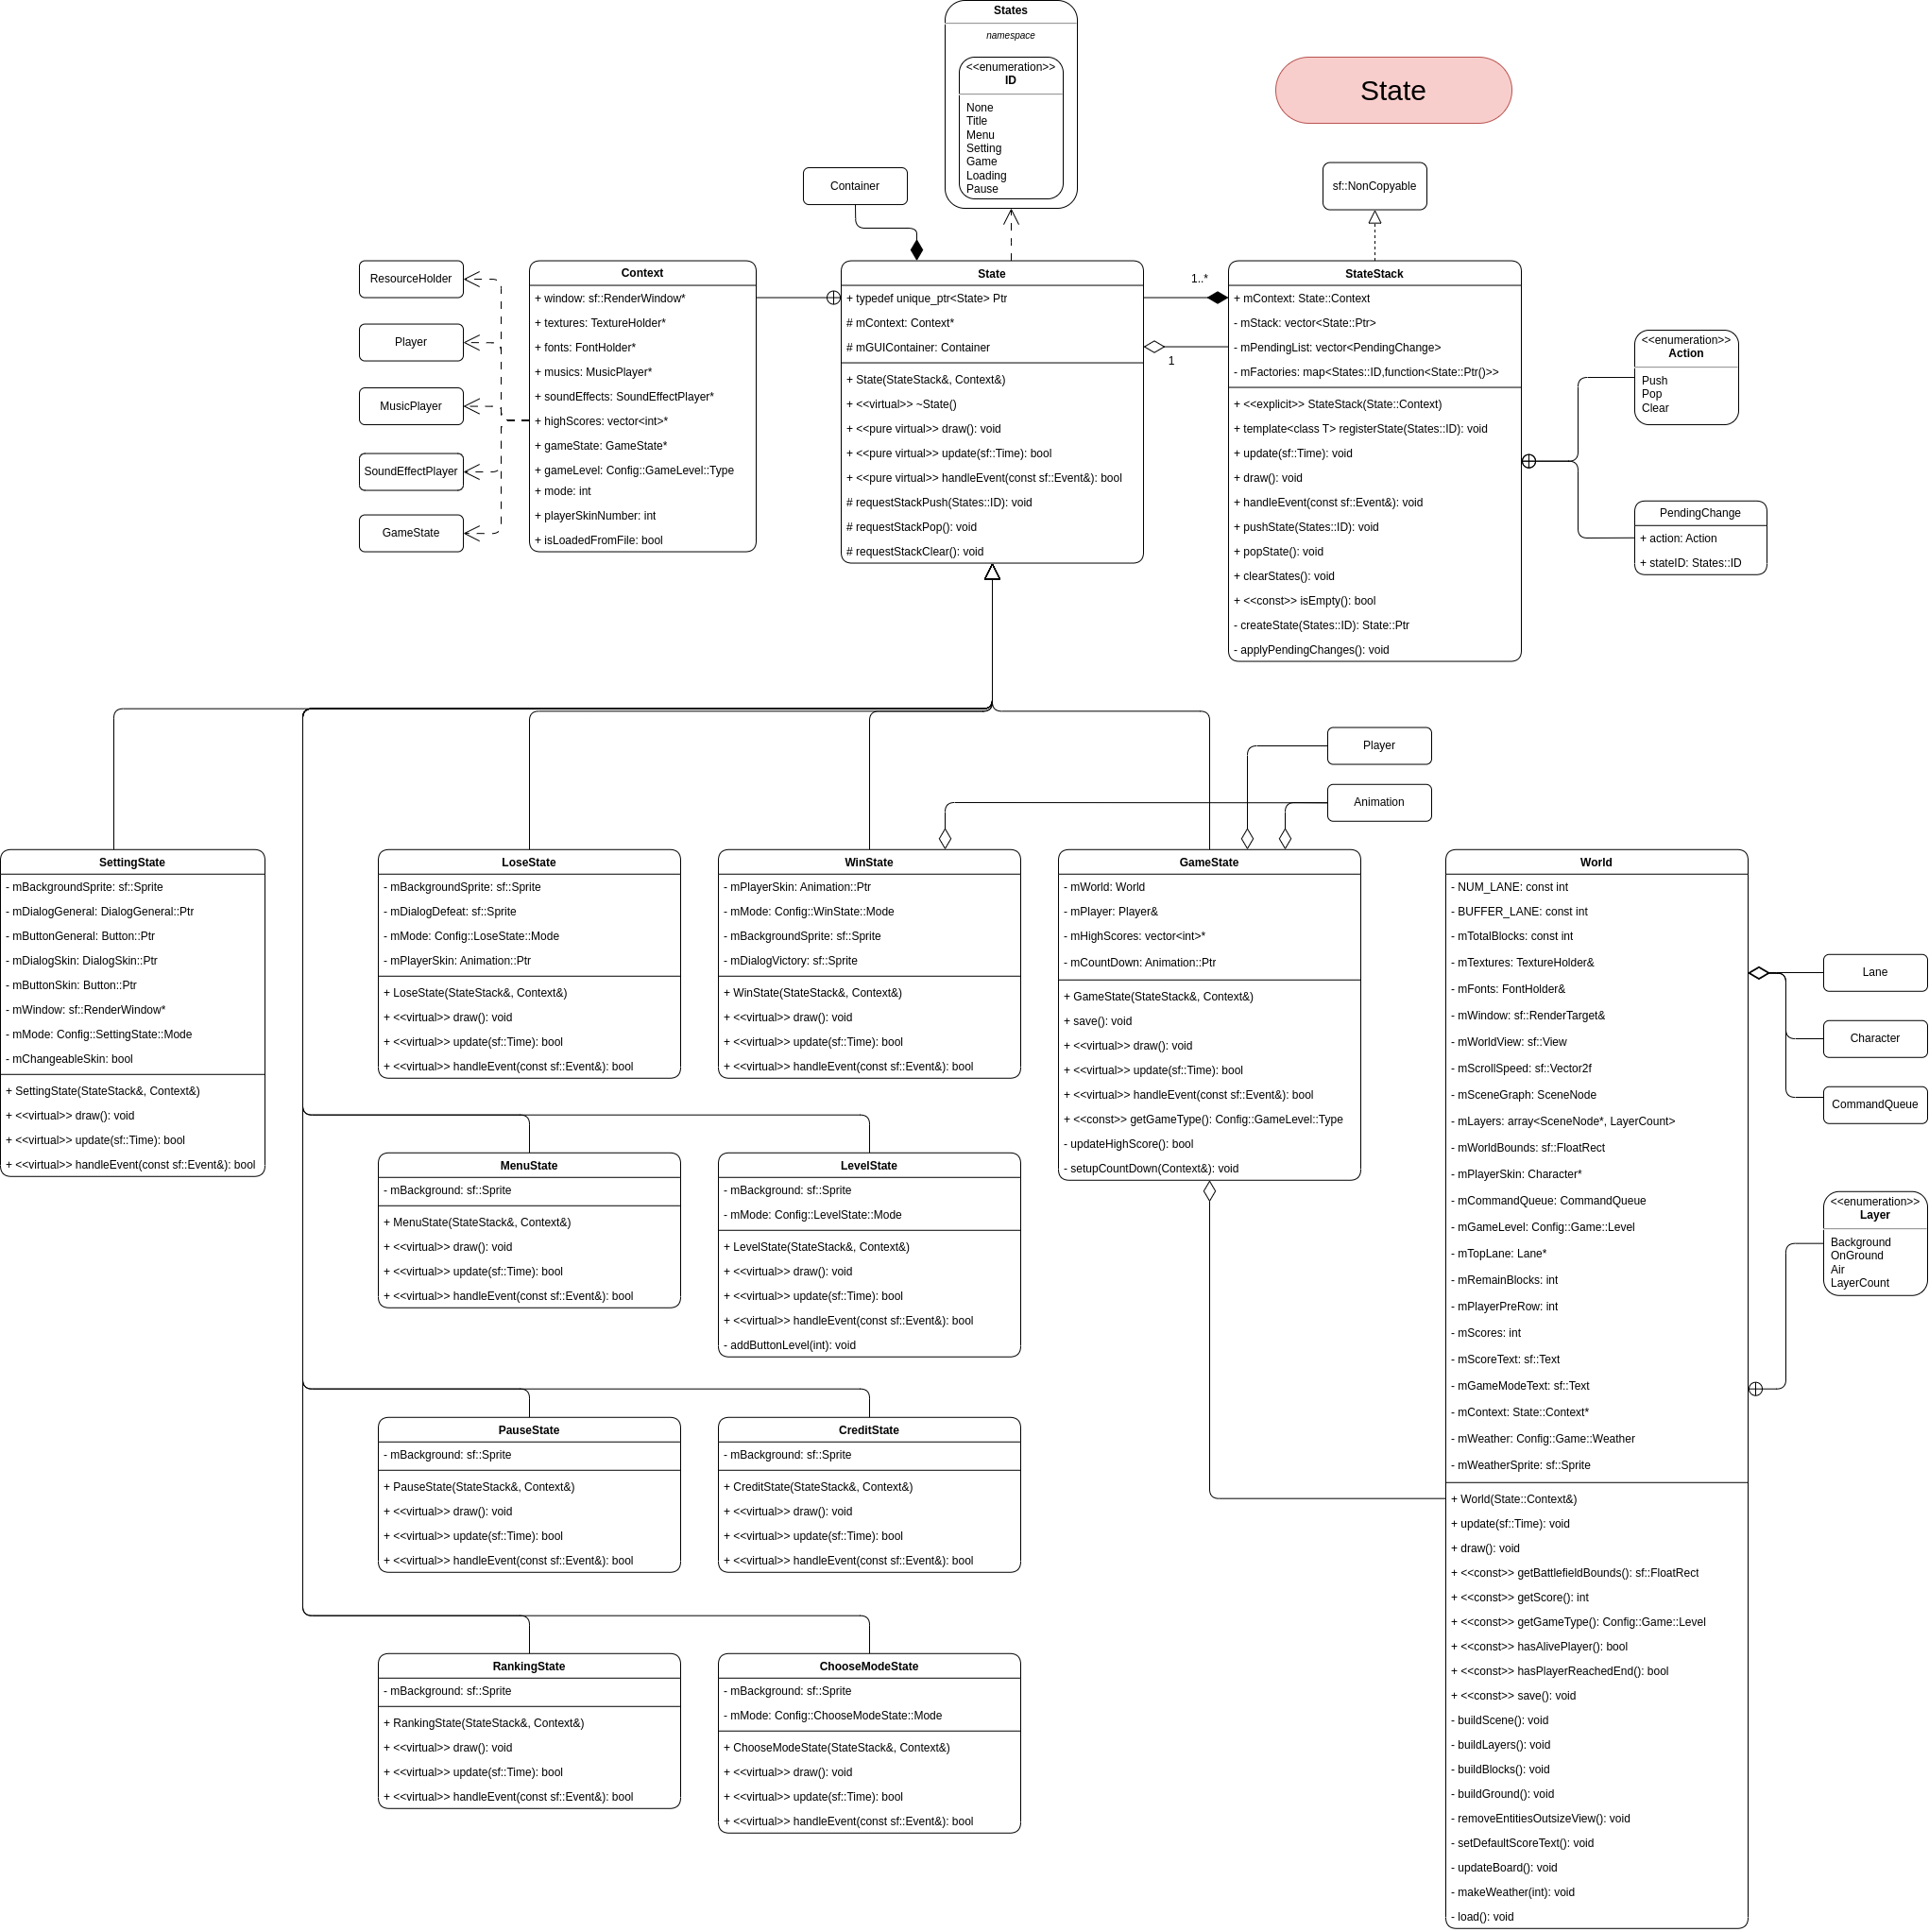 States
namespace
<<enumeration>>
ID
None
Title
Menu
Setting
Game
Loading
Pause
State
Container
sf::NonCopyable
ResourceHolder
Player
MusicPlayer
SoundEffectPlayer
GameState
Context
+ window: sf::RenderWindow*
+ textures: TextureHolder*
+ fonts: FontHolder*
+ musics: MusicPlayer*
+ soundEffects: SoundEffectPlayer*
+ highScores: vector<int>*
+ gameState: GameState*
+ gameLevel: Config::GameLevel::Type
+ mode: int
+ playerSkinNumber: int
+ isLoadedFromFile: bool
State
+ typedef unique_ptr<State> Ptr
# mContext: Context*
# mGUIContainer: Container
+ State(StateStack&, Context&)
+ <<virtual>> ~State()
+ <<pure virtual>> draw(): void
+ <<pure virtual>> update(sf::Time): bool
+ <<pure virtual>> handleEvent(const sf::Event&): bool
# requestStackPush(States::ID): void
# requestStackPop(): void
# requestStackClear(): void
1..*
1
StateStack
+ mContext: State::Context
- mStack: vector<State::Ptr>
- mPendingList: vector<PendingChange>
- mFactories: map<States::ID,function<State::Ptr()>>
+ <<explicit>> StateStack(State::Context)
+ template<class T> registerState(States::ID): void
+ update(sf::Time): void
+ draw(): void
+ handleEvent(const sf::Event&): void
+ pushState(States::ID): void
+ popState(): void
+ clearStates(): void
+ <<const>> isEmpty(): bool
- createState(States::ID): State::Ptr
- applyPendingChanges(): void
<<enumeration>>
Action
Push
Pop
Clear
PendingChange
+ action: Action
+ stateID: States::ID
Player
Animation
SettingState
- mBackgroundSprite: sf::Sprite
- mDialogGeneral: DialogGeneral::Ptr
- mButtonGeneral: Button::Ptr
- mDialogSkin: DialogSkin::Ptr
- mButtonSkin: Button::Ptr
- mWindow: sf::RenderWindow*
- mMode: Config::SettingState::Mode
- mChangeableSkin: bool
+ SettingState(StateStack&, Context&)
+ <<virtual>> draw(): void
+ <<virtual>> update(sf::Time): bool
+ <<virtual>> handleEvent(const sf::Event&): bool
LoseState
- mBackgroundSprite: sf::Sprite
- mDialogDefeat: sf::Sprite
- mMode: Config::LoseState::Mode
- mPlayerSkin: Animation::Ptr
+ LoseState(StateStack&, Context&)
+ <<virtual>> draw(): void
+ <<virtual>> update(sf::Time): bool
+ <<virtual>> handleEvent(const sf::Event&): bool
WinState
- mPlayerSkin: Animation::Ptr
- mMode: Config::WinState::Mode
- mBackgroundSprite: sf::Sprite
- mDialogVictory: sf::Sprite
+ WinState(StateStack&, Context&)
+ <<virtual>> draw(): void
+ <<virtual>> update(sf::Time): bool
+ <<virtual>> handleEvent(const sf::Event&): bool
GameState
- mWorld: World
- mPlayer: Player&
- mHighScores: vector<int>*
- mCountDown: Animation::Ptr
+ GameState(StateStack&, Context&)
+ save(): void
+ <<virtual>> draw(): void
+ <<virtual>> update(sf::Time): bool
+ <<virtual>> handleEvent(const sf::Event&): bool
+ <<const>> getGameType(): Config::GameLevel::Type
- updateHighScore(): bool
- setupCountDown(Context&): void
World
- NUM_LANE: const int
- BUFFER_LANE: const int
- mTotalBlocks: const int
- mTextures: TextureHolder&
- mFonts: FontHolder&
- mWindow: sf::RenderTarget&
- mWorldView: sf::View
- mScrollSpeed: sf::Vector2f
- mSceneGraph: SceneNode
- mLayers: array<SceneNode*, LayerCount>
- mWorldBounds: sf::FloatRect
- mPlayerSkin: Character*
- mCommandQueue: CommandQueue
- mGameLevel: Config::Game::Level
- mTopLane: Lane*
- mRemainBlocks: int
- mPlayerPreRow: int
- mScores: int
- mScoreText: sf::Text
- mGameModeText: sf::Text
- mContext: State::Context*
- mWeather: Config::Game::Weather
- mWeatherSprite: sf::Sprite
+ World(State::Context&)
+ update(sf::Time): void
+ draw(): void
+ <<const>> getBattlefieldBounds(): sf::FloatRect
+ <<const>> getScore(): int
+ <<const>> getGameType(): Config::Game::Level
+ <<const>> hasAlivePlayer(): bool
+ <<const>> hasPlayerReachedEnd(): bool
+ <<const>> save(): void
- buildScene(): void
- buildLayers(): void
- buildBlocks(): void
- buildGround(): void
- removeEntitiesOutsizeView(): void
- setDefaultScoreText(): void
- updateBoard(): void
- makeWeather(int): void
- load(): void
Lane
Character
CommandQueue
<<enumeration>>
Layer
Background
OnGround
Air
LayerCount
MenuState
- mBackground: sf::Sprite
+ MenuState(StateStack&, Context&)
+ <<virtual>> draw(): void
+ <<virtual>> update(sf::Time): bool
+ <<virtual>> handleEvent(const sf::Event&): bool
LevelState
- mBackground: sf::Sprite
- mMode: Config::LevelState::Mode
+ LevelState(StateStack&, Context&)
+ <<virtual>> draw(): void
+ <<virtual>> update(sf::Time): bool
+ <<virtual>> handleEvent(const sf::Event&): bool
- addButtonLevel(int): void
PauseState
- mBackground: sf::Sprite
+ PauseState(StateStack&, Context&)
+ <<virtual>> draw(): void
+ <<virtual>> update(sf::Time): bool
+ <<virtual>> handleEvent(const sf::Event&): bool
CreditState
- mBackground: sf::Sprite
+ CreditState(StateStack&, Context&)
+ <<virtual>> draw(): void
+ <<virtual>> update(sf::Time): bool
+ <<virtual>> handleEvent(const sf::Event&): bool
RankingState
- mBackground: sf::Sprite
+ RankingState(StateStack&, Context&)
+ <<virtual>> draw(): void
+ <<virtual>> update(sf::Time): bool
+ <<virtual>> handleEvent(const sf::Event&): bool
ChooseModeState
- mBackground: sf::Sprite
- mMode: Config::ChooseModeState::Mode
+ ChooseModeState(StateStack&, Context&)
+ <<virtual>> draw(): void
+ <<virtual>> update(sf::Time): bool
+ <<virtual>> handleEvent(const sf::Event&): bool